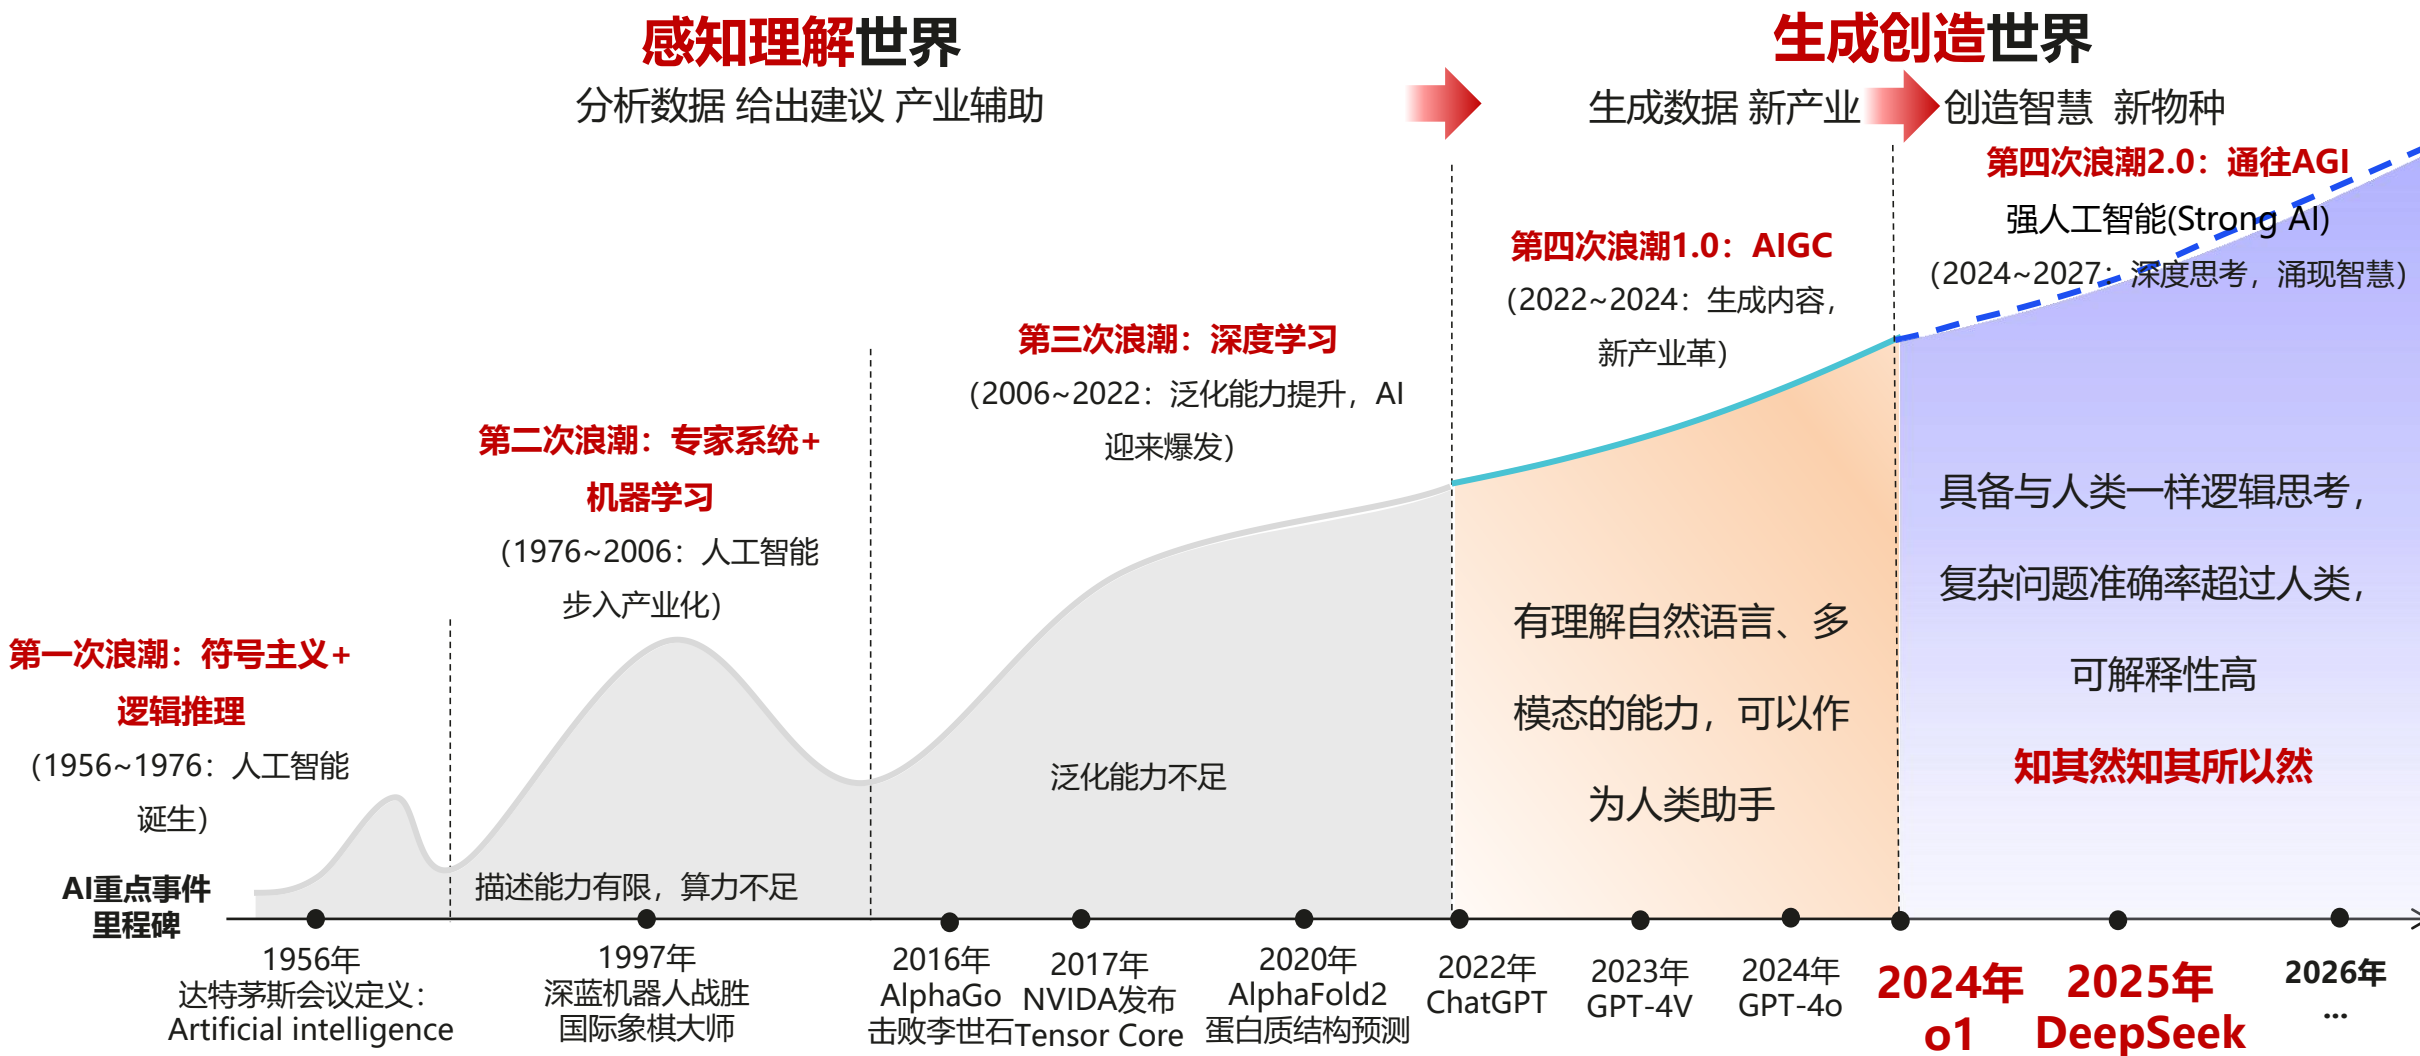 感知理解世界
分析数据 给出建议 产业辅助
生成创造世界
生成数据 新产业
创造智慧 新物种
第一次浪潮：符号主义+
逻辑推理
（1956~1976：人工智能
诞生）
第二次浪潮：专家系统+
机器学习
（1976~2006：人工智能
步入产业化）
第三次浪潮：深度学习
（2006~2022：泛化能力提升，AI
迎来爆发）
第四次浪潮1.0：AIGC
（2022~2024：生成内容，
新产业革）
第四次浪潮2.0：通往AGI
强人工智能(Strong AI)
（2024~2027：深度思考，涌现智慧）
描述能力有限，算力不足
泛化能力不足
有理解自然语言、多
模态的能力，可以作
为人类助手
具备与人类一样逻辑思考，
复杂问题准确率超过人类，
可解释性高
知其然知其所以然
AI重点事件
里程碑
1956年
达特茅斯会议定义：
Artificial intelligence
1997年
深蓝机器人战胜
国际象棋大师
2016年
AlphaGo
击败李世石
2017年
NVIDA发布
Tensor Core
2020年
AlphaFold2
蛋白质结构预测
2022年
ChatGPT
2023年
GPT-4V
2024年
GPT-4o
2024年
o1
2025年
DeepSeek
2026年
...